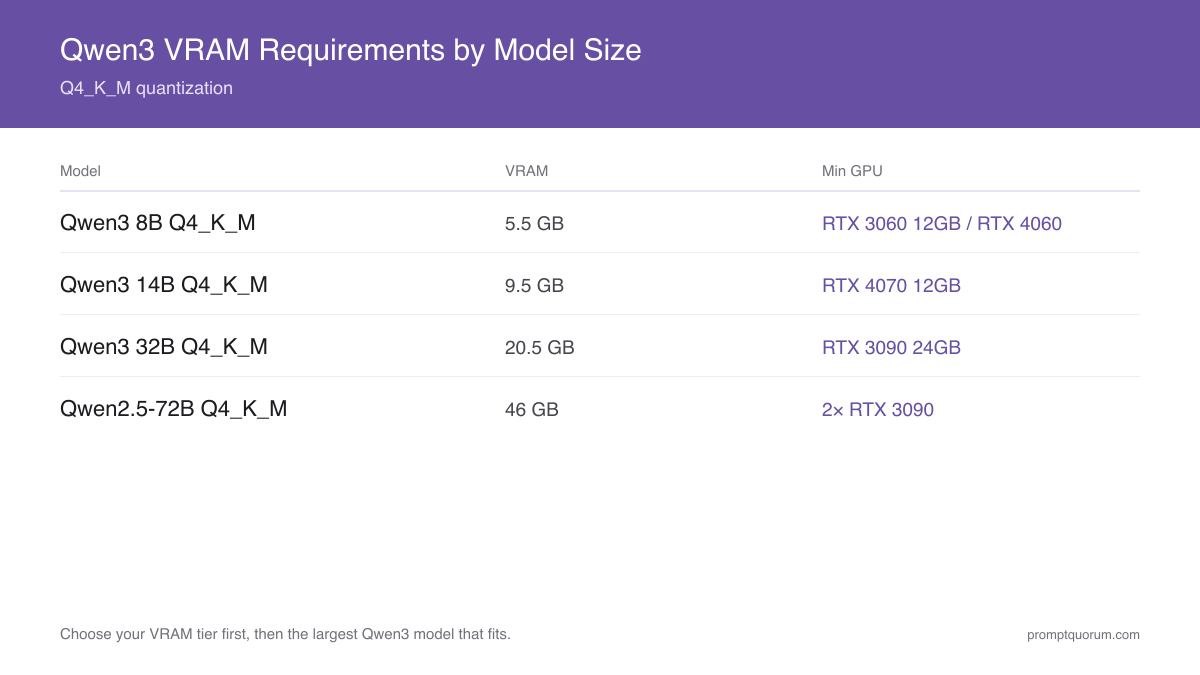 Qwen3 VRAM Requirements by Model Size
Q4_K_M quantization
Model VRAM Min GPU
Qwen3 8B Q4_K_M 5.5 GB RTX 3060 12GB / RTX 4060
Qwen3 14B Q4_K_M 9.5 GB RTX 4070 12GB
Qwen3 32B Q4_K_M 20.5 GB RTX 3090 24GB
Qwen2.5-72B Q4_K_M 46 GB 2× RTX 3090
Choose your VRAM tier first, then the largest Qwen3 model that fits. promptquorum.com